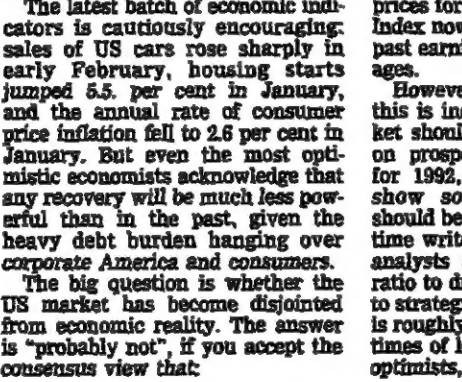 The latest batch of economic indi-
cators is cautiously encouraging:
sales of US cars rose sharply in
early February, housing starts
jumped 5.5. per cent in January,
and the annual rate of consumer
price inflation fell to 2.6 per cent in
January. But even the most opti-
mistic economists acknowledge that
any recovery will be much less pow-
erful than in the past, given the
heavy debt burden hanging over
corporate America and consumers.
The big question is whether the
US market has become disjointed
from economic reality. The answer
is "probably not", if you accept the
consensus view that:
prices for
Index now
past earni
ages.
Howeve
this is in
ket shoul
on prosp
for 1992,
show so
should be
time writ
analysts
ratio to di
to strateg
is roughly
times of l
optimists,